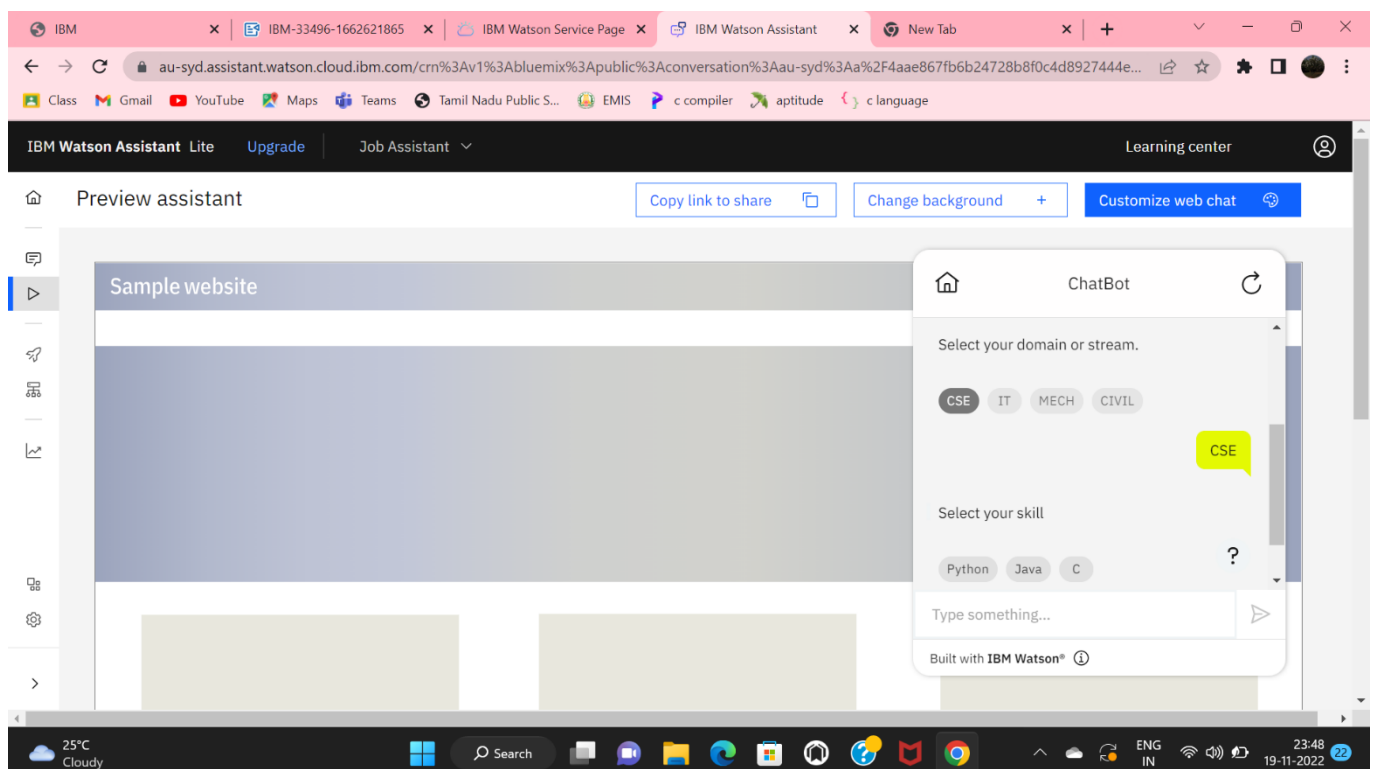 IBM
IBM-33496-1662621865
IBM Watson Service Page
IBM Watson Assistant
New Tab
au-syd.assistant.watson.cloud.ibm.com/crn%3Av1%3Abluemix%3Apublic%3Aconversation%3Aau-syd%3Aa%2F4aae867fb6b24728b8f0c4d8927444e...
Class Gmail YouTube Maps Teams Tamil Nadu Public S... EMIS c compiler aptitude c language
IBM Watson Assistant Lite Upgrade Job Assistant Learning center
Preview assistant
Copy link to share
Change background +
Customize web chat
Sample website
ChatBot
Select your domain or stream.
CSE IT MECH CIVIL
CSE
Select your skill
?
Python Java C
Type something...
Built with IBM Watson®
25°C
Cloudy
Search
ENG
IN
23:48
19-11-2022
22